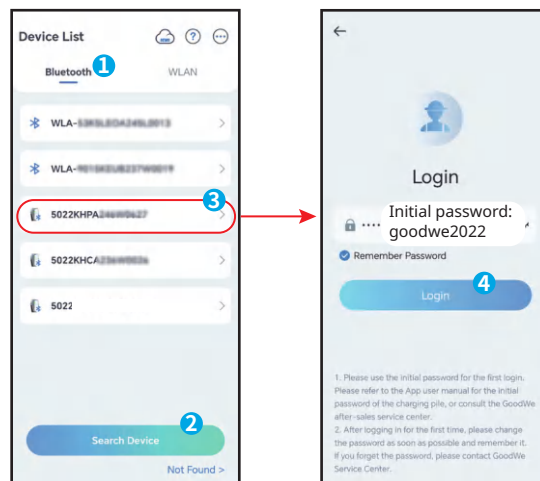 Device List
Bluetooth 1 WLAN
WLA-
WLA-
3
5022KHPA
5022KHCA
5022
2
Search Device
Not Found >
Login
Initial password:
goodwe2022
Remember Password
Login 4
1. Please use the initial password for the first login.
Please refer to the App user manual for the initial
password of the charging pile, or consult the GoodWe
after-sales service center.
2. After logging in for the first time, please change
the password as soon as possible and remember it.
If you forget the password, please contact GoodWe
Service Center.